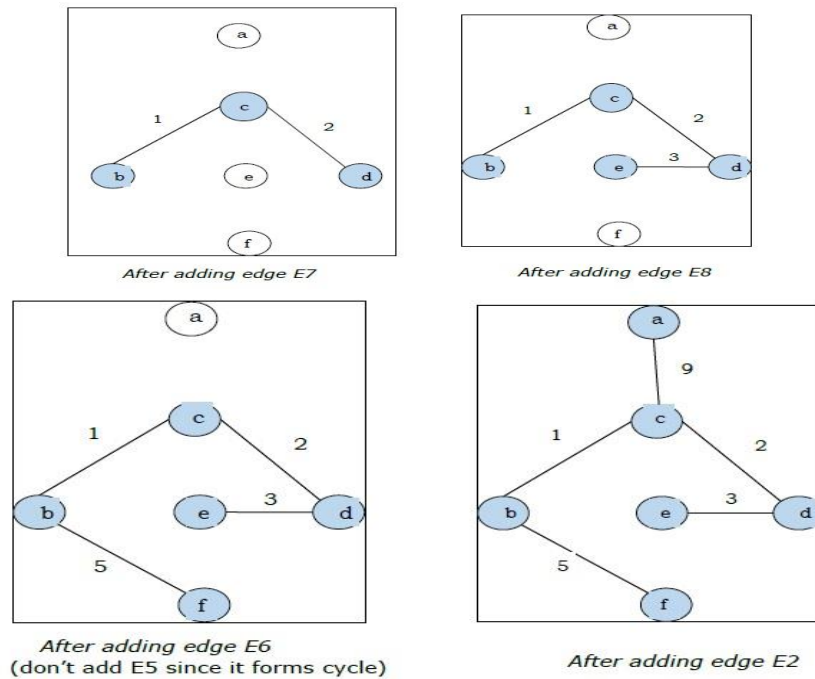 a
c
1
2
b
e
d
f
After adding edge E7
a
c
1
2
b
e
3
d
f
After adding edge E8
a
c
1
2
b
e
3
d
5
f
After adding edge E6
(don't add E5 since it forms cycle)
a
9
c
1
2
b
e
3
d
5
f
After adding edge E2